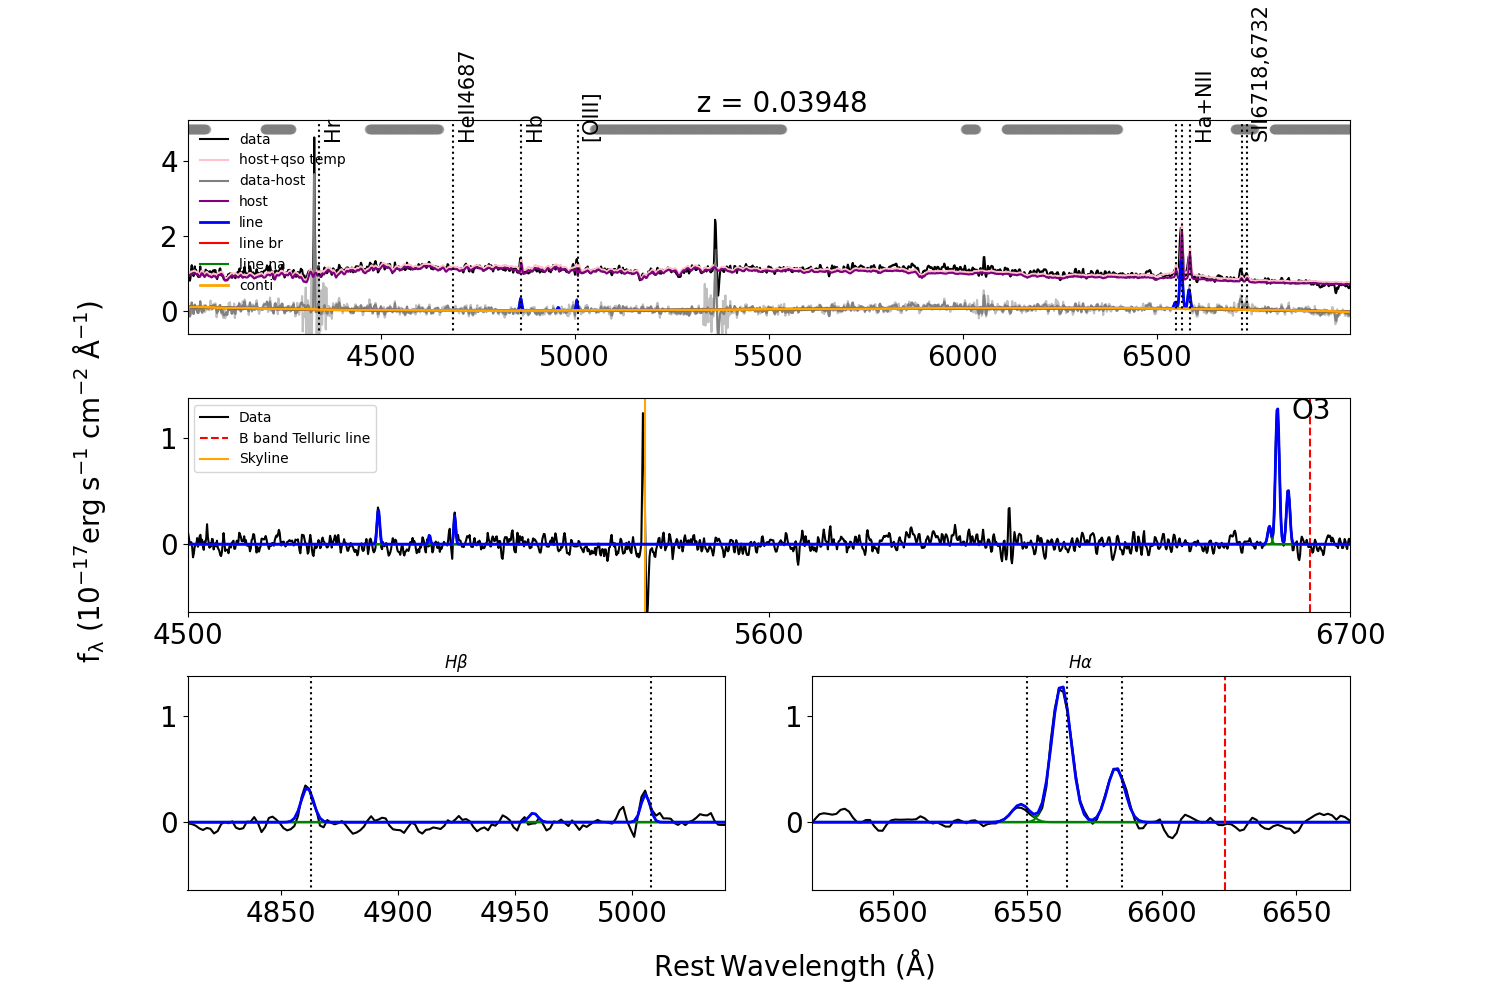 z = 0.03948
Hr
HeII4687
Hb
[OIII]
Ha+NII
SII6718,6732
data
host+qso temp
data-host
host
line
line br
line na
conti
4
2
0
4500 5000 5500 6000 6500
Data
B band Telluric line
Skyline
O3
1
0
4500 5600 6700
fλ (10⁻¹⁷erg s⁻¹ cm⁻² Å⁻¹)
Hβ
1
0
4850 4900 4950 5000
Hα
1
0
6500 6550 6600 6650
Rest Wavelength (Å)